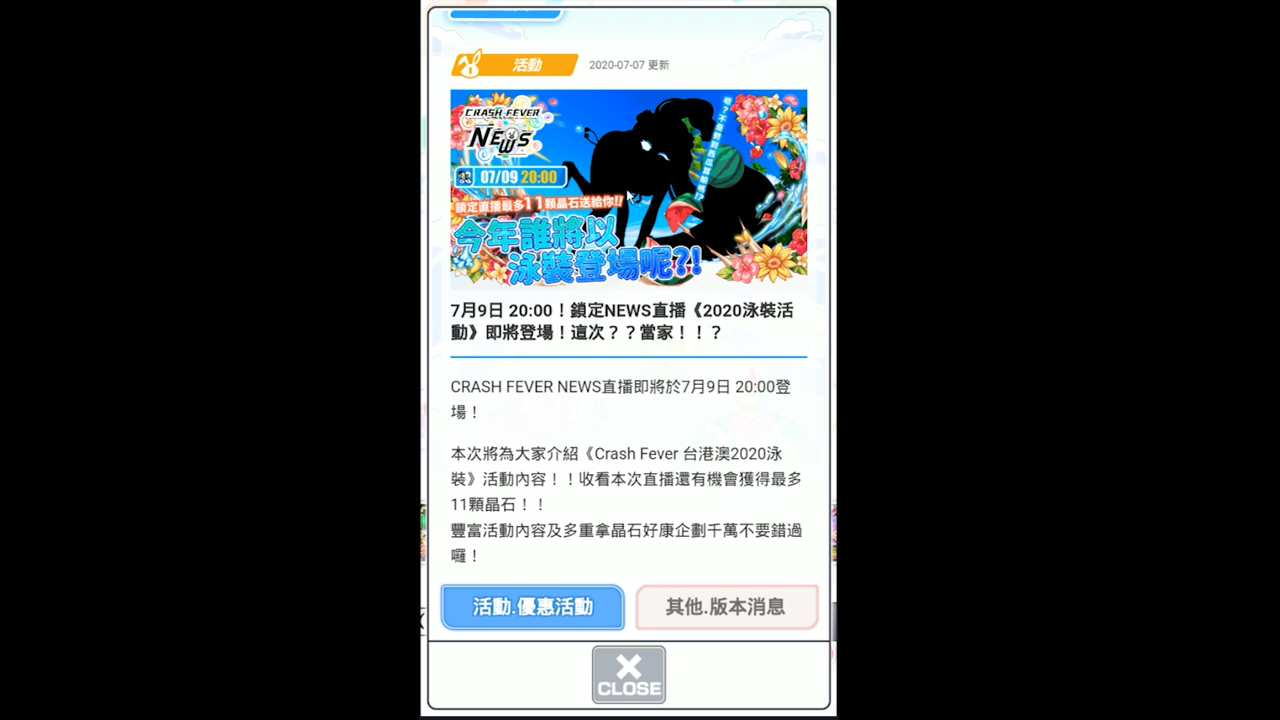 活動
2020-07-07 更新
CRASH FEVER
NEWS
07/09 20:00
鎖定直播最多11顆晶石送給你!!
今年誰將以
泳裝登場呢?!
7月9日 20:00！鎖定NEWS直播《2020泳裝活
動》即將登場！這次？？當家！！！？
CRASH FEVER NEWS直播即將於7月9日 20:00登
場！
本次將為大家介紹《Crash Fever 台港澳2020泳
裝》活動內容！！收看本次直播還有機會獲得最多
11顆晶石！！
豐富活動內容及多重拿晶石好康企劃千萬不要錯過
囉！
活動.優惠活動
其他.版本消息
CLOSE